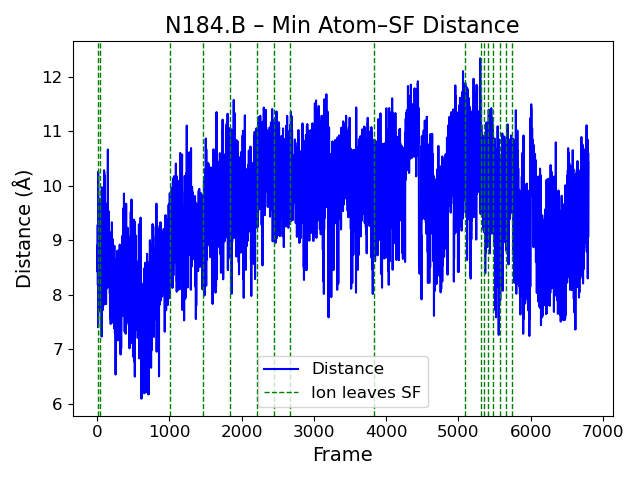 N184.B – Min Atom–SF Distance
Distance (Å)
12
11
10
9
8
7
6
Distance
Ion leaves SF
0 1000 2000 3000 4000 5000 6000 7000
Frame